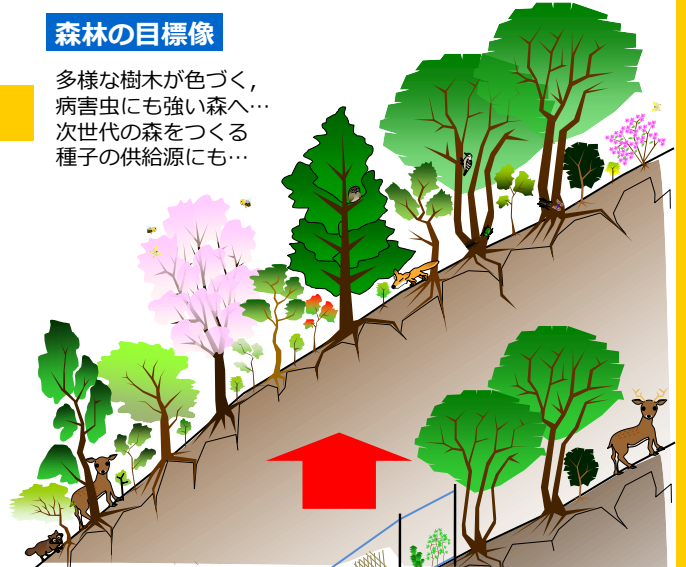 森林の目標像
多様な樹木が色づく,
病害虫にも強い森へ…
次世代の森をつくる
種子の供給源にも…